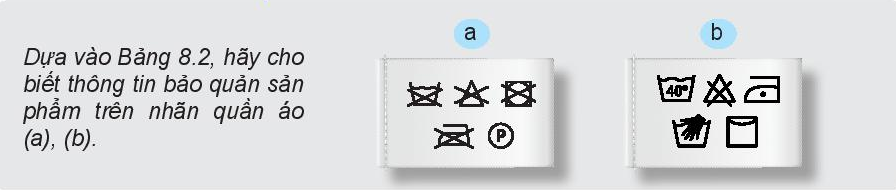 a
b
Dựa vào Bảng 8.2, hãy cho
biết thông tin bảo quản sản
phẩm trên nhãn quần áo
(a), (b).
40°
P